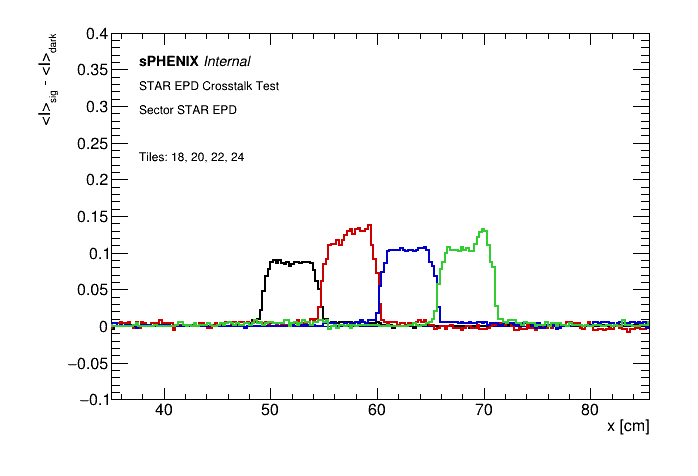 <I>sig - <I>dark
0.4
0.35
0.3
0.25
0.2
0.15
0.1
0.05
0
−0.05
−0.1
sPHENIX Internal
STAR EPD Crosstalk Test
Sector STAR EPD
Tiles: 18, 20, 22, 24
40 50 60 70 80
x [cm]